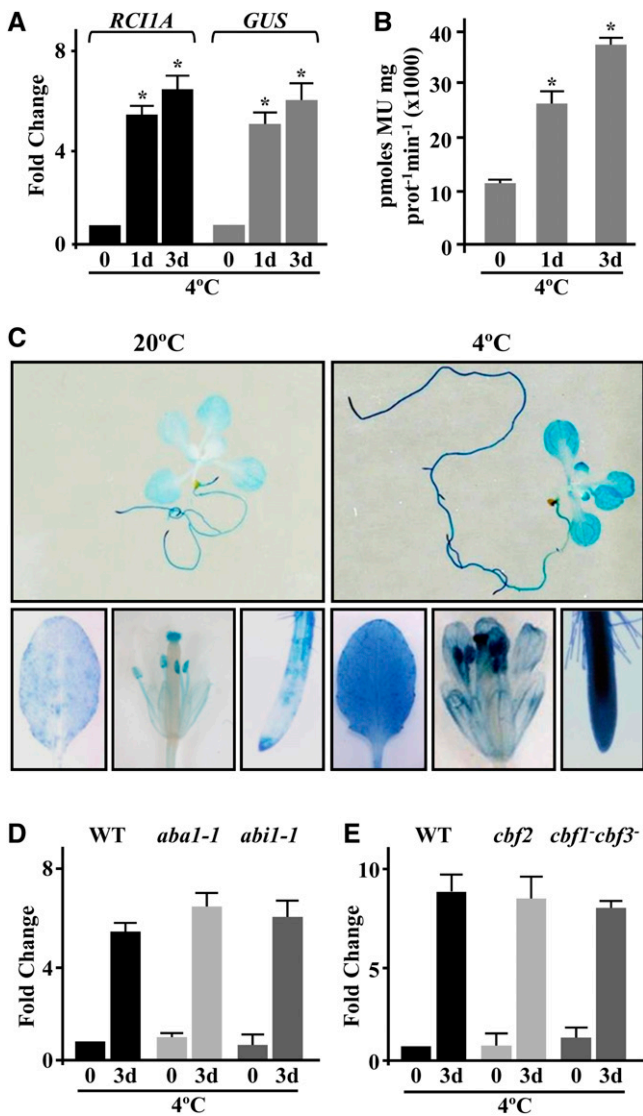 A
RCI1A GUS
8
4
0
Fold Change
* * * *
0 1d 3d 0 1d 3d
4ºC
B
40
30
20
10
0
pmoles MU mg
prot⁻¹min⁻¹ (x1000)
* *
0 1d 3d
4ºC
C
20ºC 4ºC
D
WT aba1-1 abi1-1
8
4
0
Fold Change
0 3d 0 3d 0 3d
4ºC
E
WT cbf2 cbf1⁻cbf3⁻
10
5
0
Fold Change
0 3d 0 3d 0 3d
4ºC